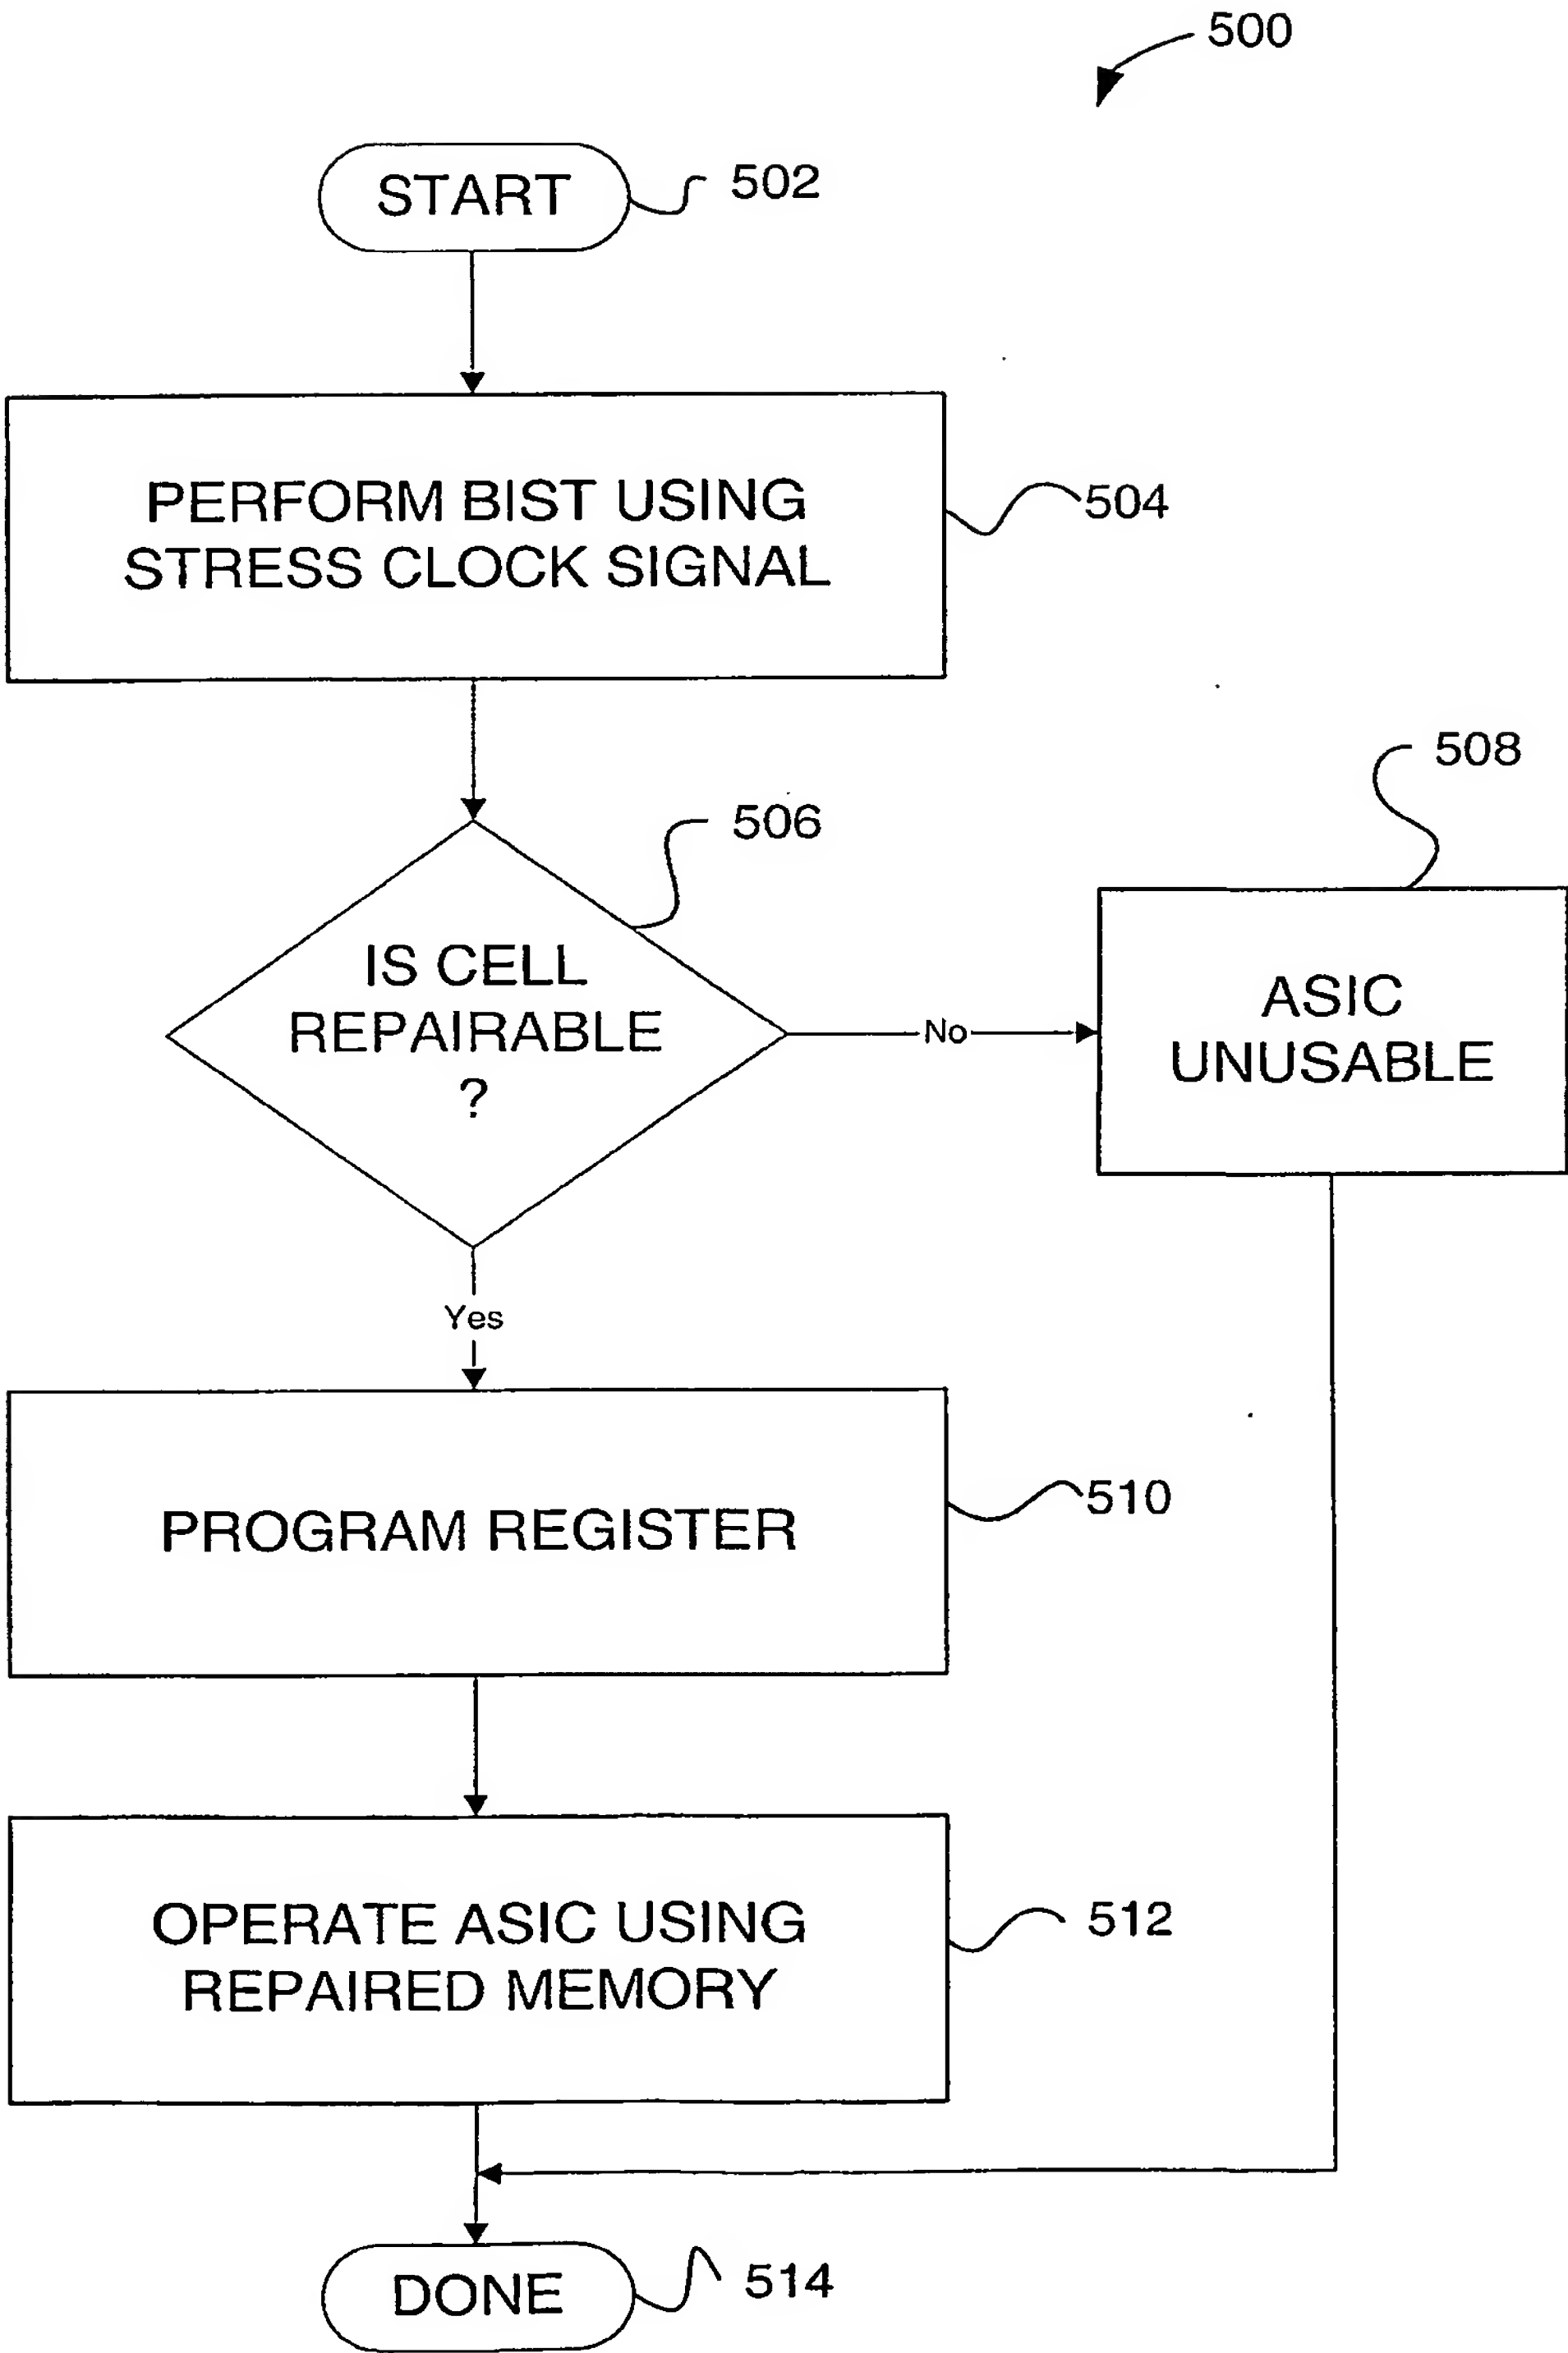 500
START
502
PERFORM BIST USING
STRESS CLOCK SIGNAL
504
508
506
IS CELL
REPAIRABLE
?
No
ASIC
UNUSABLE
Yes
PROGRAM REGISTER
510
OPERATE ASIC USING
REPAIRED MEMORY
512
DONE
514